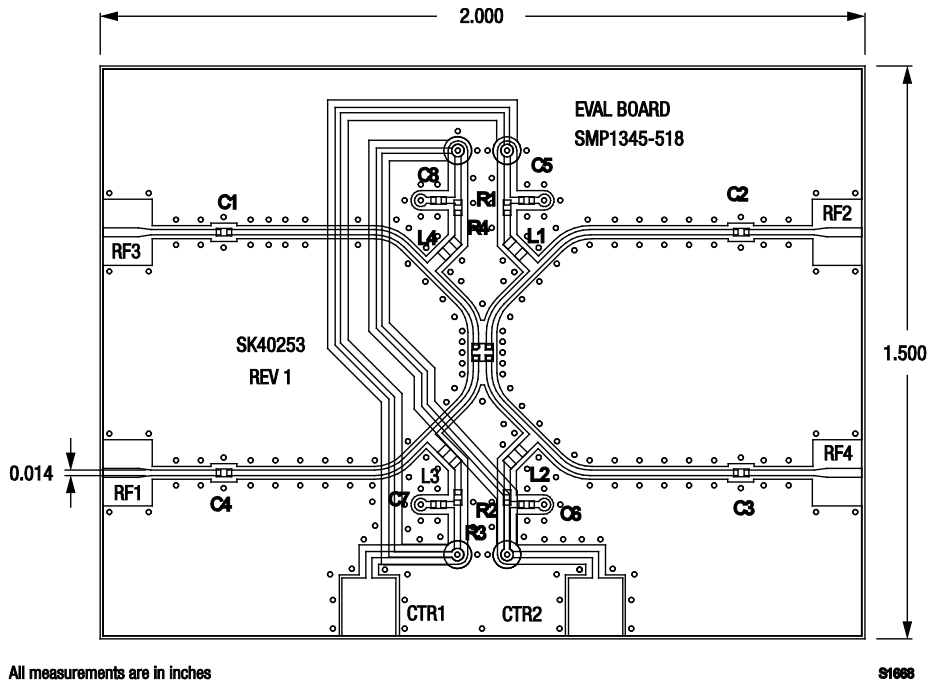 2.000
EVAL BOARD
SMP1345-518
C8
C5
C1
R1
C2
RF2
R4
L4
L1
RF3
SK40253
REV 1
1.500
RF4
0.014
L3
L2
RF1
C4
C7
R2
C6
C3
R3
CTR1
CTR2
All measurements are in inches
S1668